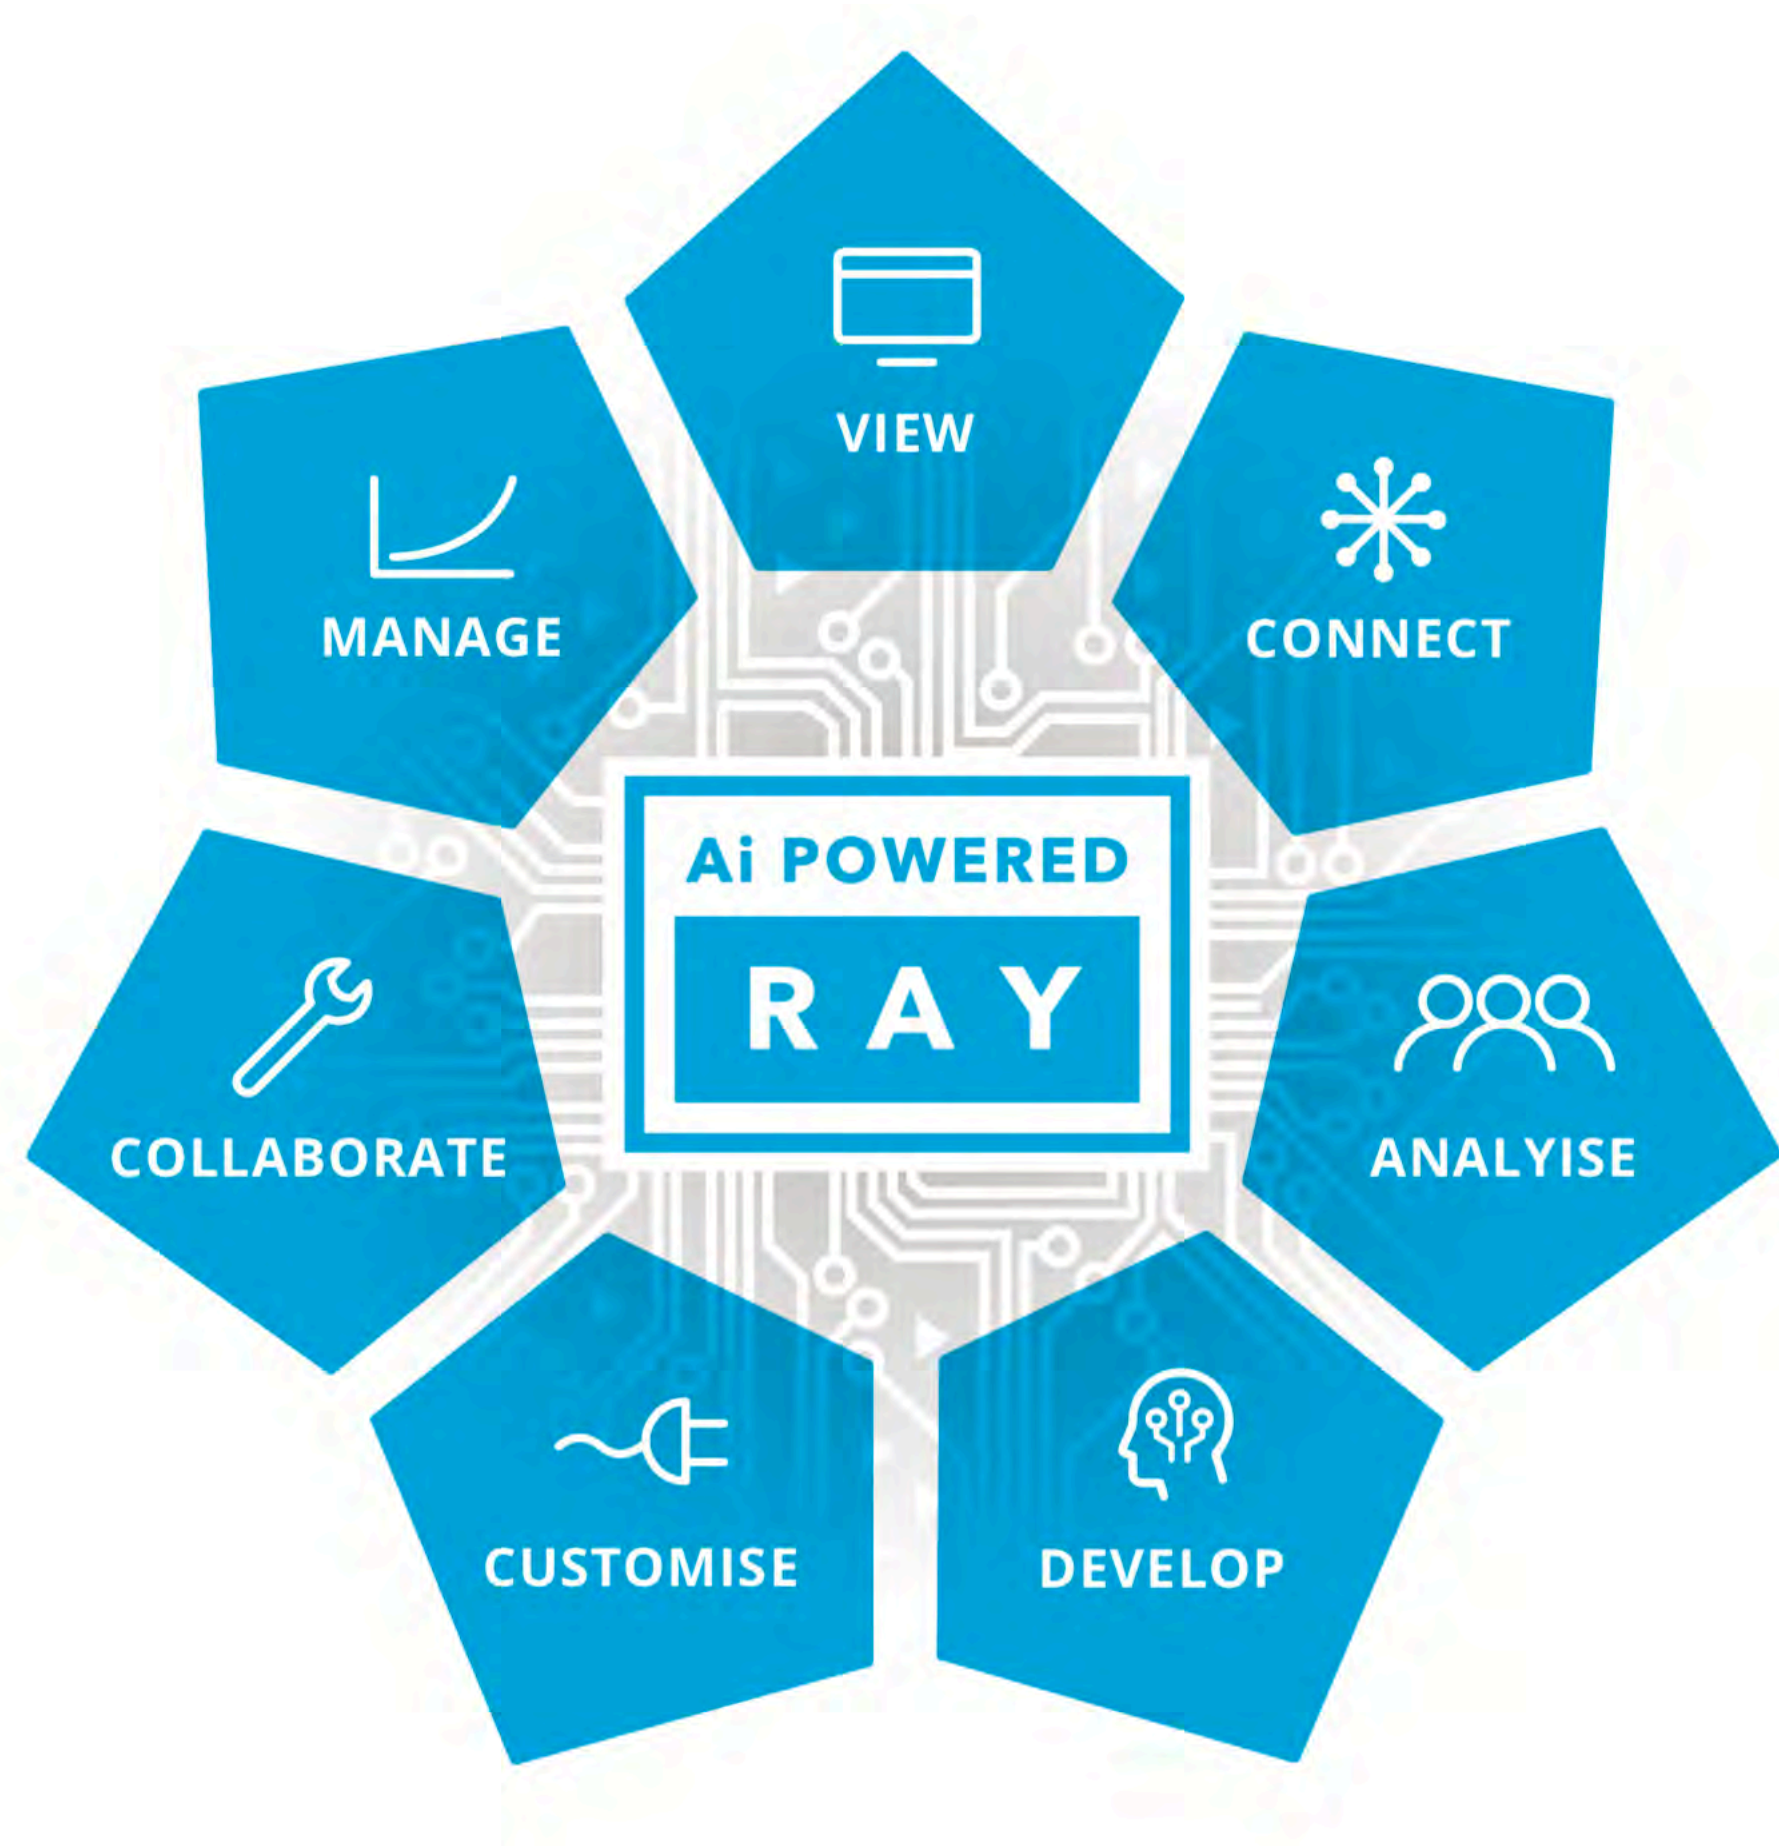 VIEW
MANAGE
CONNECT
Ai POWERED
RAY
COLLABORATE
ANALYISE
CUSTOMISE
DEVELOP